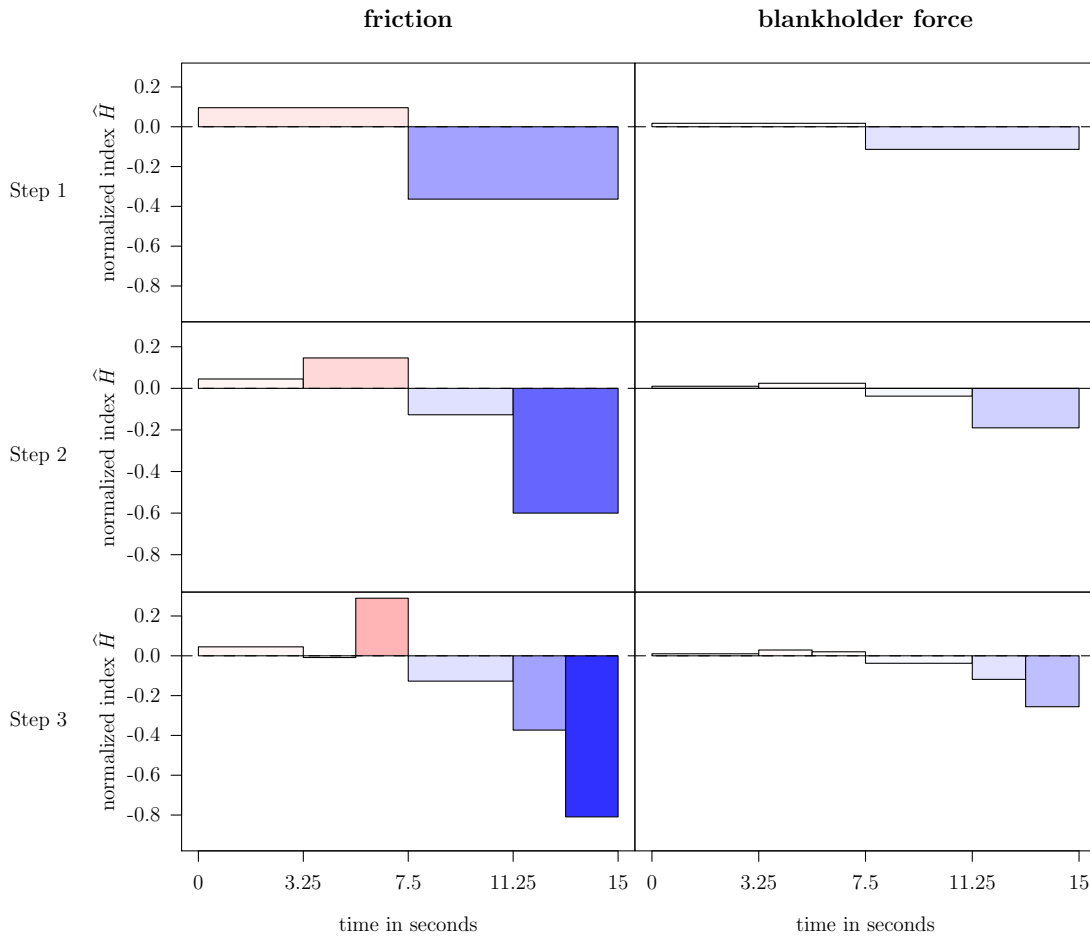 friction blankholder force
Step 1
normalized index Ĥ
0.2
0.0
-0.2
-0.4
-0.6
-0.8
Step 2
normalized index Ĥ
0.2
0.0
-0.2
-0.4
-0.6
-0.8
Step 3
normalized index Ĥ
0.2
0.0
-0.2
-0.4
-0.6
-0.8
0 3.25 7.5 11.25 15 0 3.25 7.5 11.25 15
time in seconds time in seconds